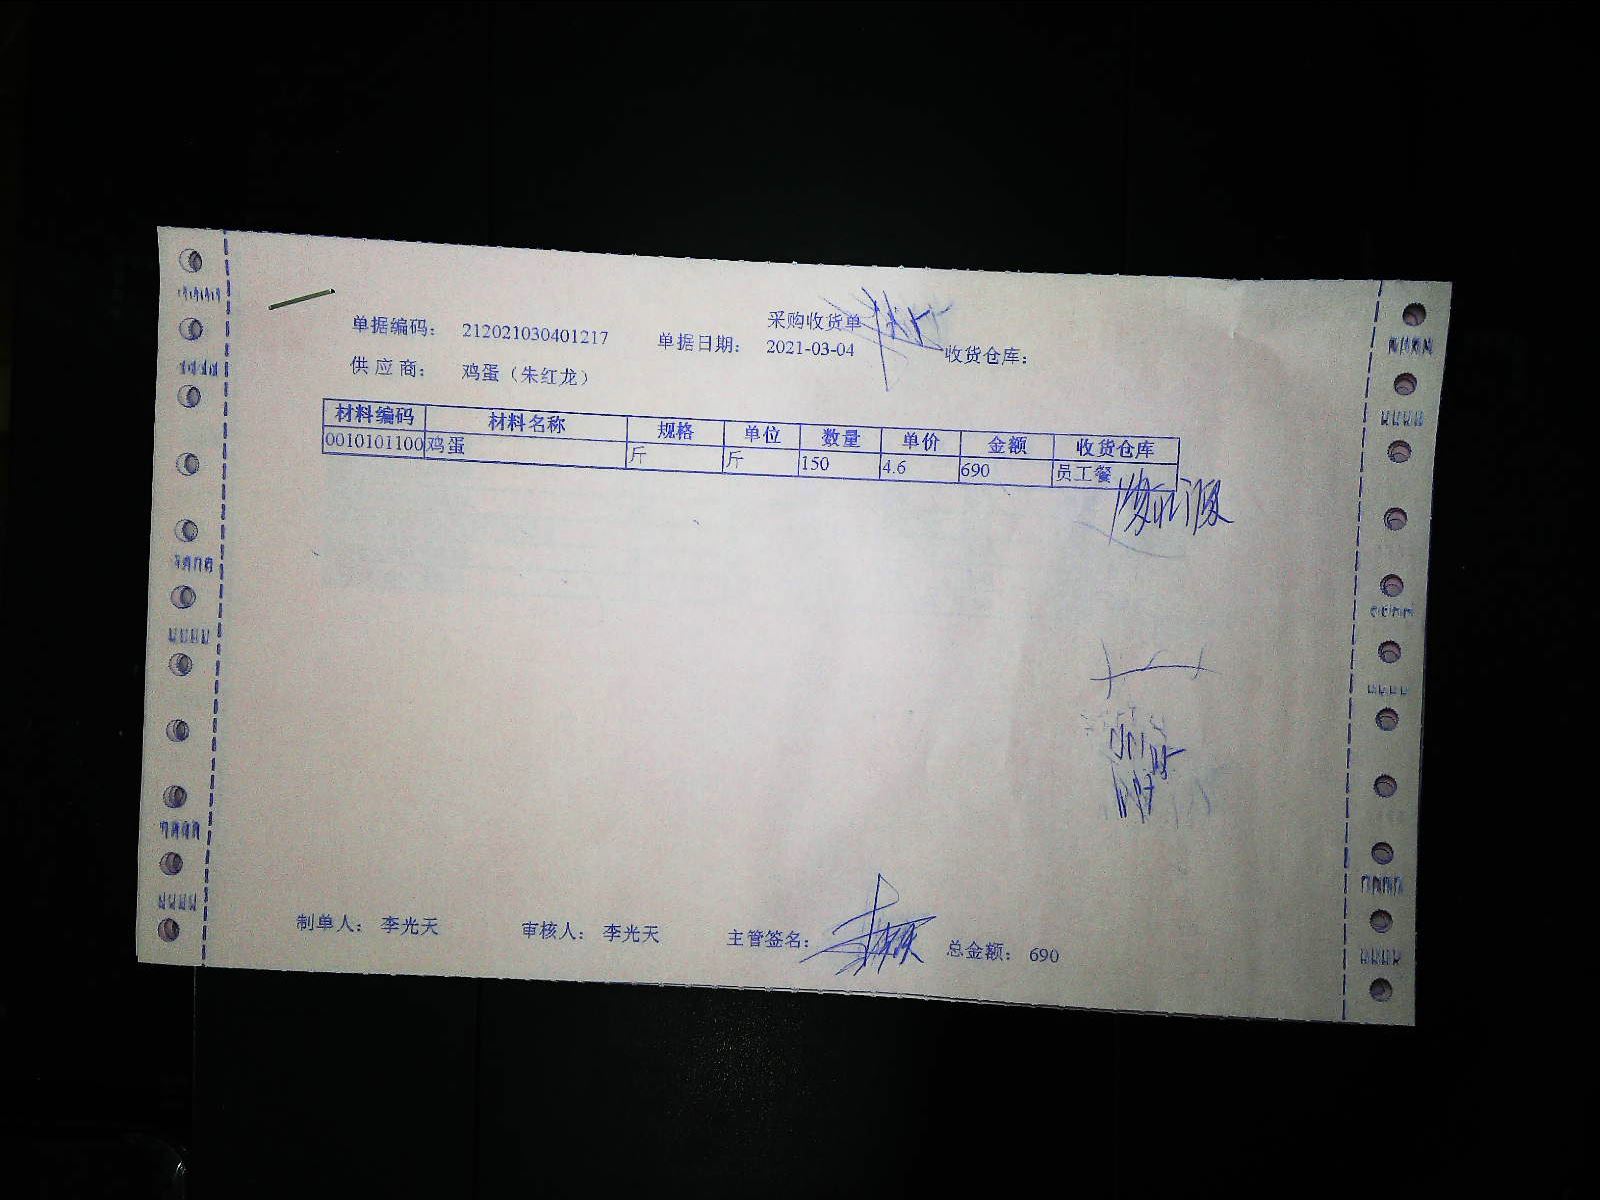 采购收货单
单据编码： 212021030401217 单据日期： 2021-03-04 收货仓库：
供应商： 鸡蛋（朱红龙）
材料编码 材料名称 规格 单位 数量 单价 金额 收货仓库
0010101100 鸡蛋 斤 斤 150 4.6 690 员工餐
制单人： 李光天 审核人： 李光天 主管签名： 总金额： 690